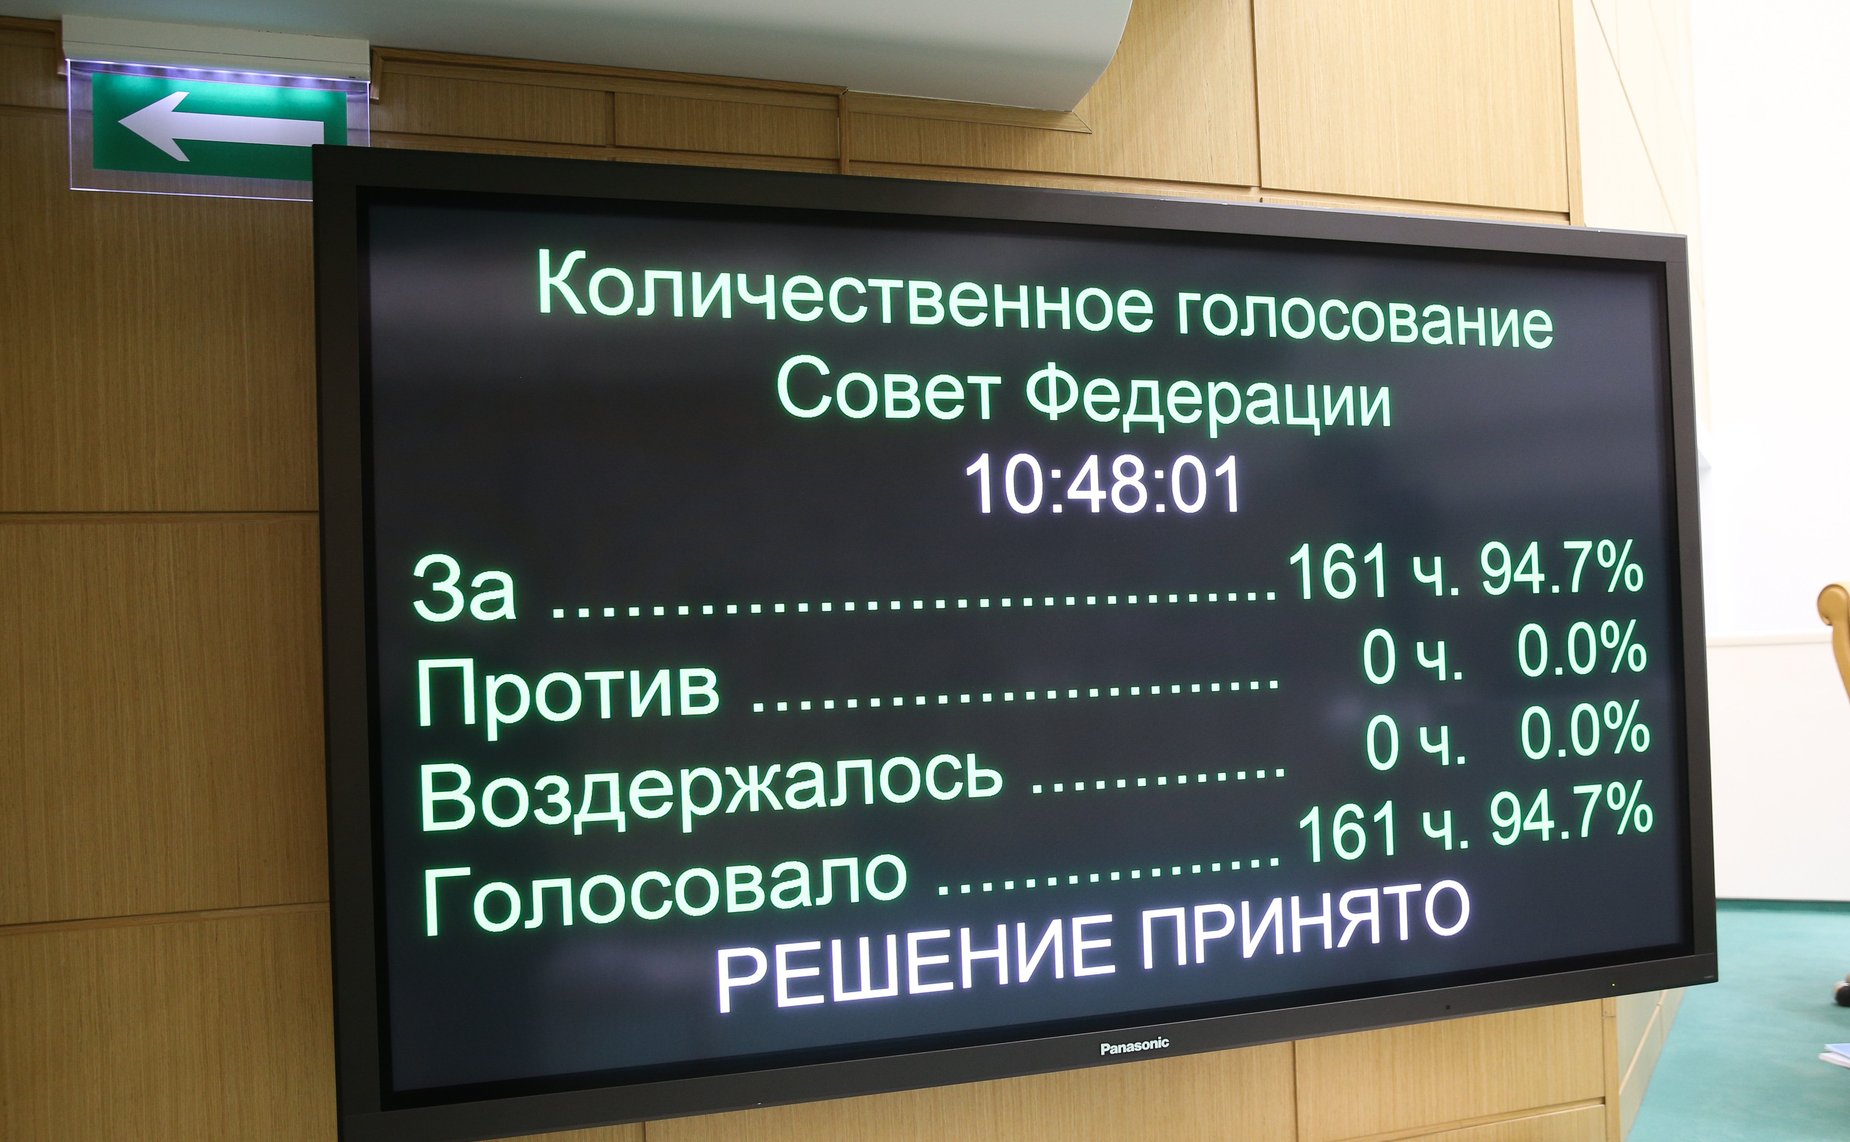 Количественное голосование
Совет Федерации
10:48:01
За ................................. 161 ч. 94.7%
Против ........................... 0 ч. 0.0%
Воздержалось ............. 0 ч. 0.0%
Голосовало ................. 161 ч. 94.7%
РЕШЕНИЕ ПРИНЯТО
Panasonic